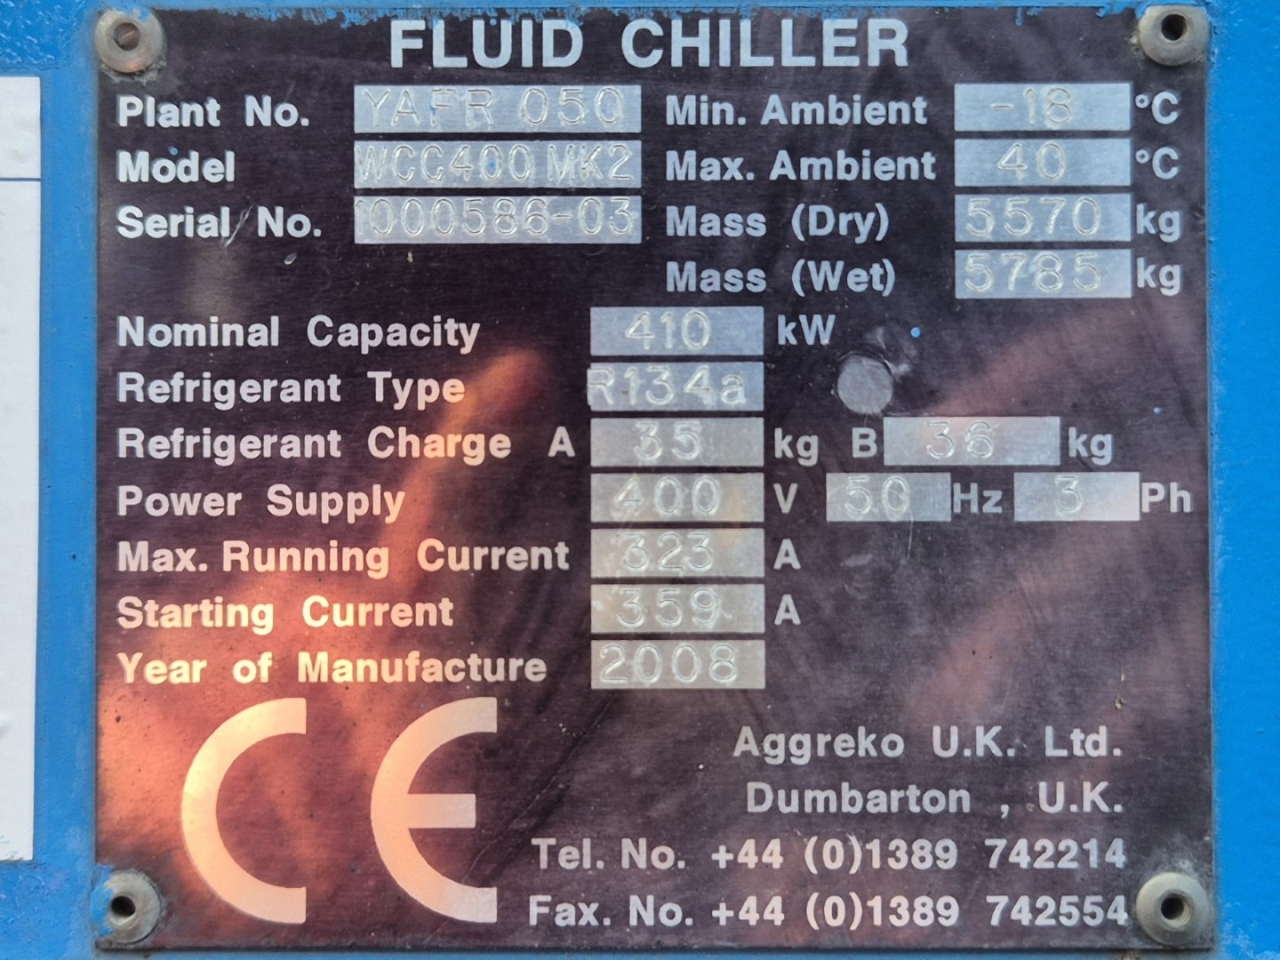 FLUID CHILLER
Plant No. YAFR 050 Min. Ambient -18 °C
Model WCC400 MK2 Max. Ambient 40 °C
Serial No. 1000586-03 Mass (Dry) 5570 kg
Mass (Wet) 5785 kg
Nominal Capacity 410 kW
Refrigerant Type R134a
Refrigerant Charge A 35 kg B 36 kg
Power Supply 400 V 50 Hz 3 Ph
Max. Running Current 323 A
Starting Current 359 A
Year of Manufacture 2008
CE
Aggreko U.K. Ltd.
Dumbarton , U.K.
Tel. No. +44 (0)1389 742214
Fax. No. +44 (0)1389 742554